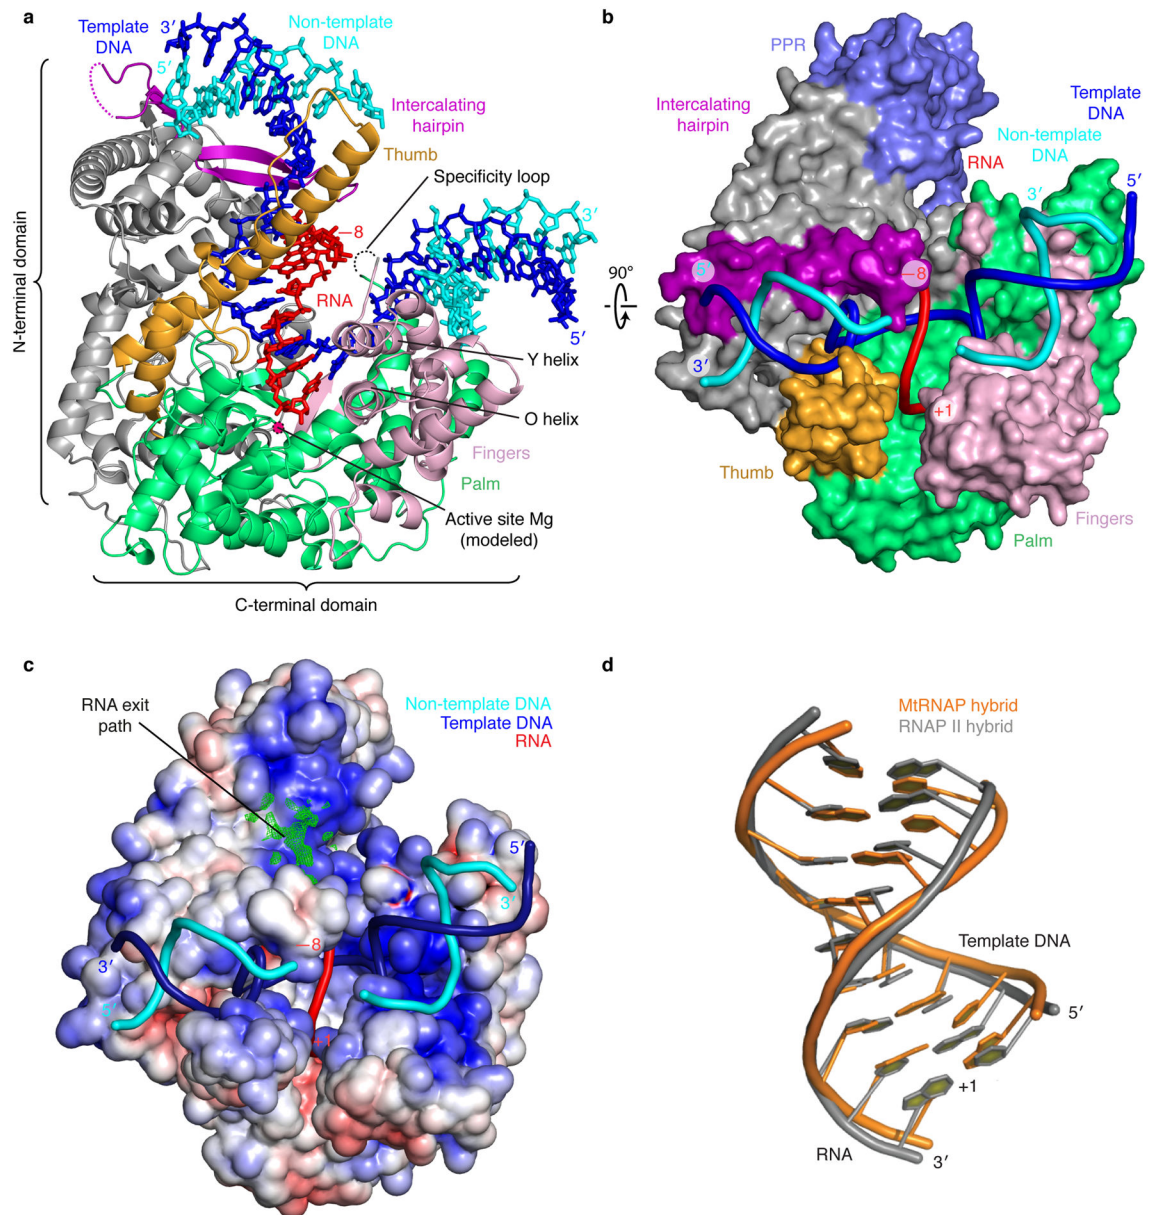 a
Template
DNA
3′
5′
Non-template
DNA
Intercalating
hairpin
Thumb
Specificity loop
−8
3′
RNA
5′
Y helix
O helix
Fingers
Palm
Active site Mg
(modeled)
N-terminal domain
C-terminal domain
90°
b
PPR
Intercalating
hairpin
RNA
Template
DNA
Non-template
DNA
3′
5′
5′
−8
3′
+1
Thumb
Fingers
Palm
c
RNA exit
path
Non-template DNA
Template DNA
RNA
5′
3′
−8
3′
5′
+1
d
MtRNAP hybrid
RNAP II hybrid
Template DNA
5′
+1
RNA
3′